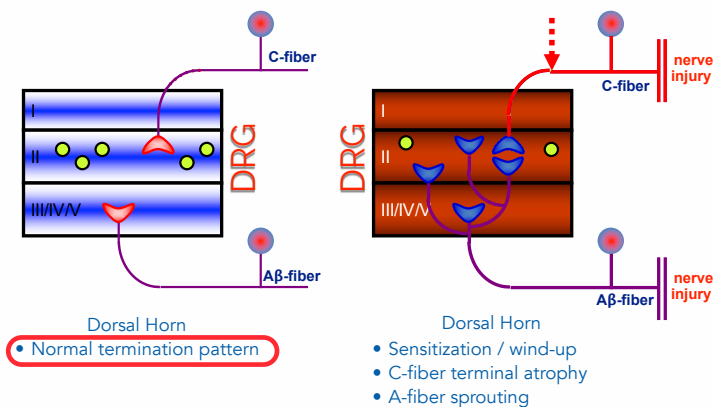 C-fiber
I
II
III/IV/V
DRG
Aβ-fiber
Dorsal Horn
• Normal termination pattern
C-fiber
nerve
injury
I
II
III/IV/V
DRG
Aβ-fiber
nerve
injury
Dorsal Horn
• Sensitization / wind-up
• C-fiber terminal atrophy
• A-fiber sprouting